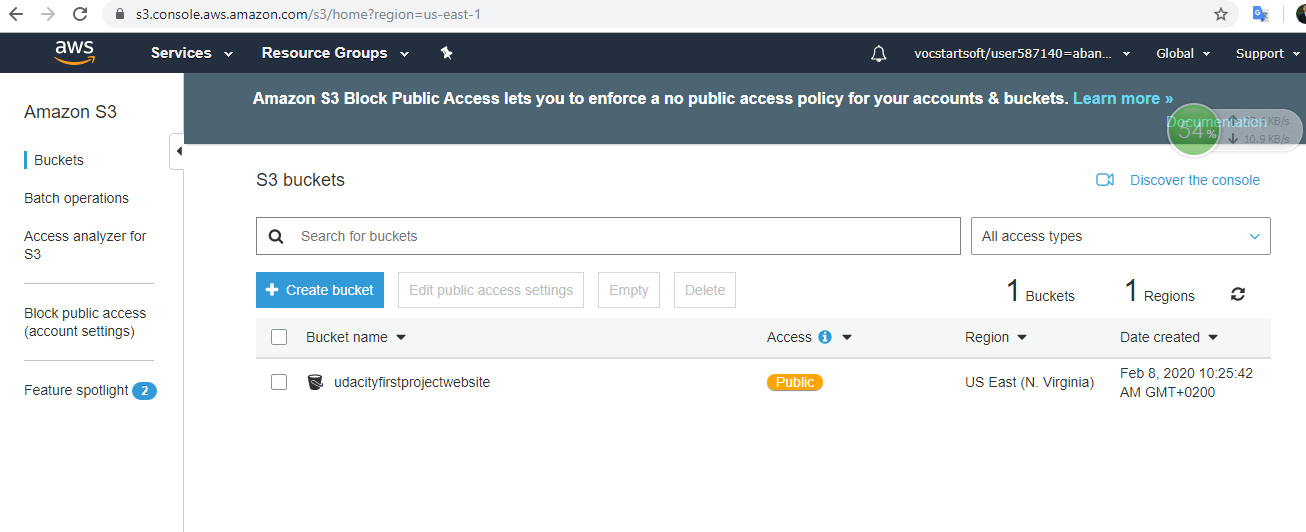 s3.console.aws.amazon.com/s3/home?region=us-east-1
aws
Services
Resource Groups
vocstartsoft/user587140=aban...
Global
Support
Amazon S3
Buckets
Batch operations
Access analyzer for
S3
Block public access
(account settings)
Feature spotlight 2
Amazon S3 Block Public Access lets you to enforce a no public access policy for your accounts & buckets. Learn more »
Documentation
54%
KB/s
10.9 KB/s
S3 buckets
Discover the console
Search for buckets
All access types
+ Create bucket
Edit public access settings
Empty
Delete
1 Buckets
1 Regions
Bucket name
Access
Region
Date created
udacityfirstprojectwebsite
Public
US East (N. Virginia)
Feb 8, 2020 10:25:42
AM GMT+0200